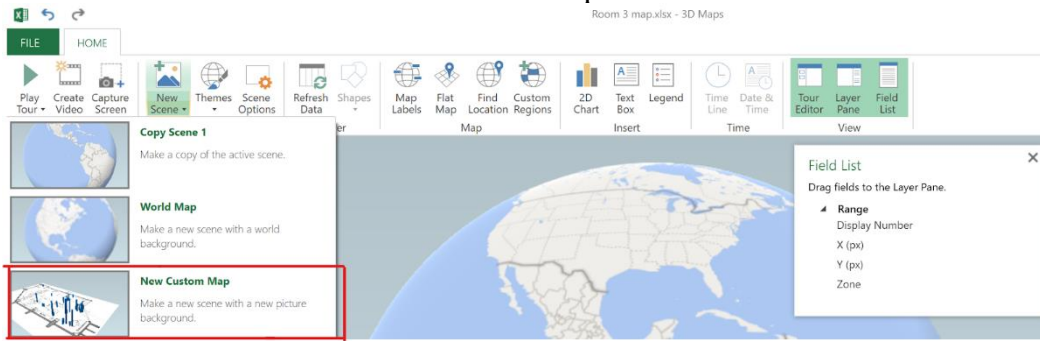 Room 3 map.xlsx - 3D Maps
FILE HOME
Play Tour
Create Video
Capture Screen
New Scene
Themes
Scene Options
Refresh Data
Shapes
Map Labels
Flat Map
Find Location
Custom Regions
2D Chart
Text Box
Legend
Time Line
Date & Time
Tour Editor
Layer Pane
Field List
er
Map
Insert
Time
View
Copy Scene 1
Make a copy of the active scene.
World Map
Make a new scene with a world
background.
New Custom Map
Make a new scene with a new picture
background.
Field List
Drag fields to the Layer Pane.
Range
Display Number
X (px)
Y (px)
Zone